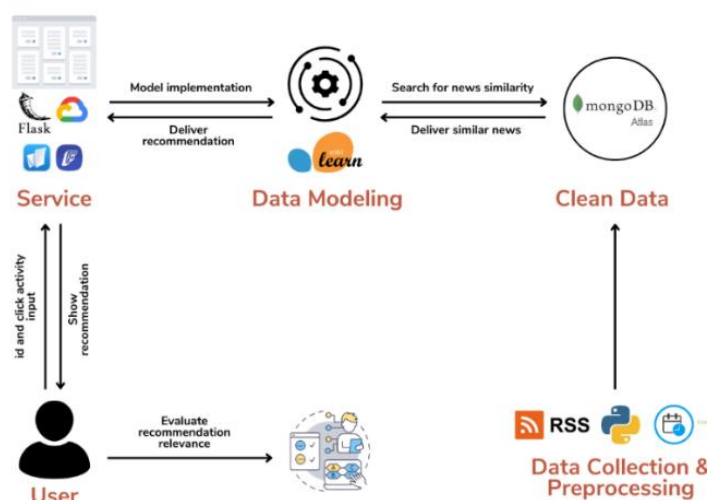 Flask
Service
Model implementation
Deliver
recommendation
learn
Data Modeling
Search for news similarity
Deliver similar news
mongoDB.
Atlas
Clean Data
id and click activity
input
Show
recommendation
User
Evaluate
recommendation
relevance
RSS
Data Collection &
Preprocessing